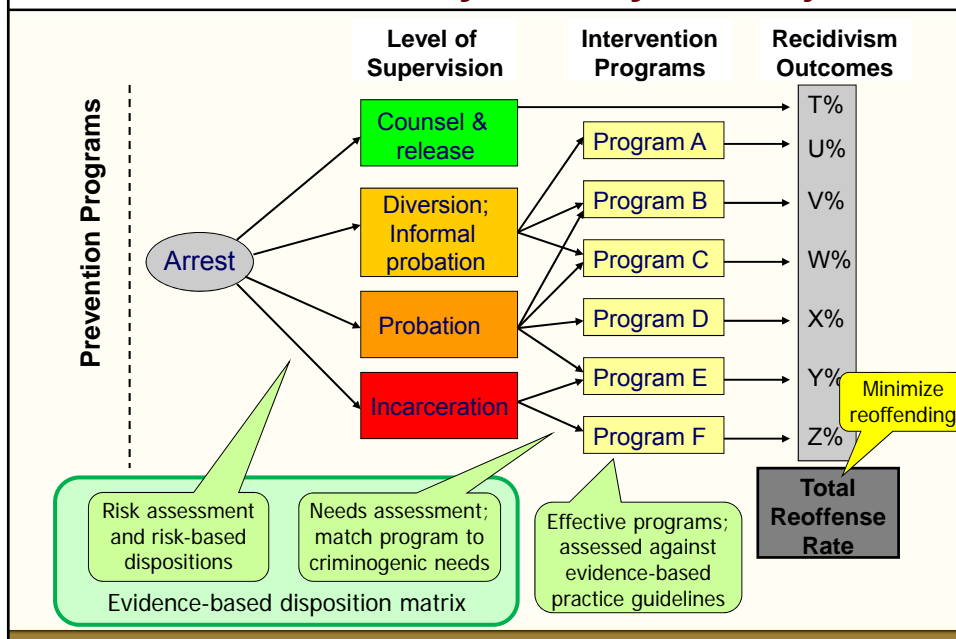 Level of
Supervision
Intervention
Programs
Recidivism
Outcomes
Prevention Programs
Arrest
Counsel &
release
Diversion;
Informal
probation
Probation
Incarceration
Program A
Program B
Program C
Program D
Program E
Program F
T%
U%
V%
W%
X%
Y%
Z%
Minimize
reoffending
Total
Reoffense
Rate
Risk assessment
and risk-based
dispositions
Needs assessment;
match program to
criminogenic needs
Effective programs;
assessed against
evidence-based
practice guidelines
Evidence-based disposition matrix